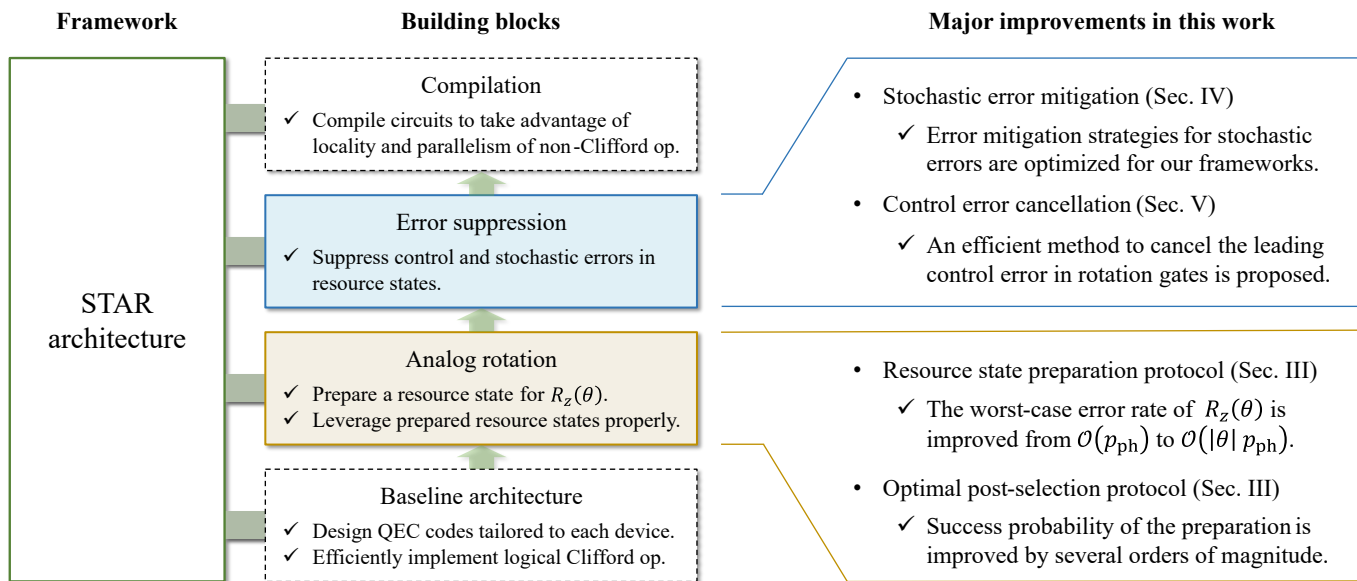 Framework
Building blocks
Major improvements in this work
STAR
architecture
Compilation
✓ Compile circuits to take advantage of
locality and parallelism of non-Clifford op.
Error suppression
✓ Suppress control and stochastic errors in
resource states.
Analog rotation
✓ Prepare a resource state for R_z(θ).
✓ Leverage prepared resource states properly.
Baseline architecture
✓ Design QEC codes tailored to each device.
✓ Efficiently implement logical Clifford op.
• Stochastic error mitigation (Sec. IV)
✓ Error mitigation strategies for stochastic
errors are optimized for our frameworks.
• Control error cancellation (Sec. V)
✓ An efficient method to cancel the leading
control error in rotation gates is proposed.
• Resource state preparation protocol (Sec. III)
✓ The worst-case error rate of R_z(θ) is
improved from 𝒪(p_ph) to 𝒪(|θ| p_ph).
• Optimal post-selection protocol (Sec. III)
✓ Success probability of the preparation is
improved by several orders of magnitude.